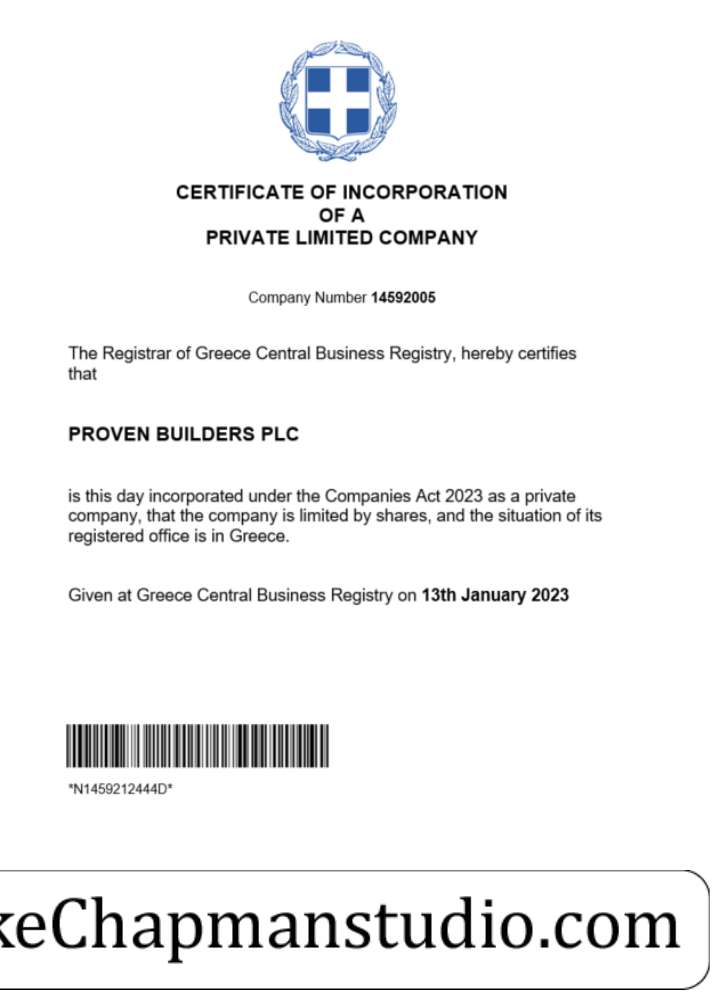 CERTIFICATE OF INCORPORATION
OF A
PRIVATE LIMITED COMPANY
Company Number 14592005
The Registrar of Greece Central Business Registry, hereby certifies
that
PROVEN BUILDERS PLC
is this day incorporated under the Companies Act 2023 as a private
company, that the company is limited by shares, and the situation of its
registered office is in Greece.
Given at Greece Central Business Registry on 13th January 2023
*N1459212444D*
keChapmanstudio.com